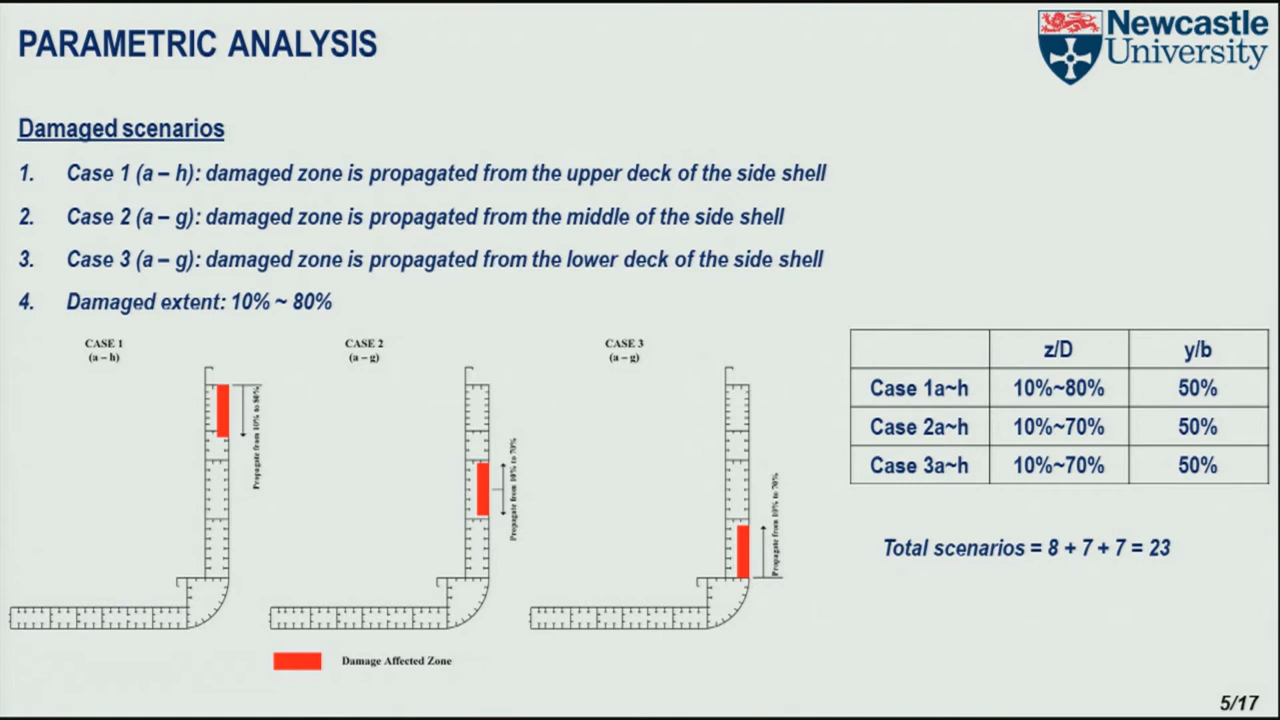 PARAMETRIC ANALYSIS
Newcastle
University
Damaged scenarios
1. Case 1 (a – h): damaged zone is propagated from the upper deck of the side shell
2. Case 2 (a – g): damaged zone is propagated from the middle of the side shell
3. Case 3 (a – g): damaged zone is propagated from the lower deck of the side shell
4. Damaged extent: 10% ~ 80%
CASE 1
(a – h)
Propagate from 10% to 80%
CASE 2
(a – g)
Propagate from 10% to 70%
CASE 3
(a – g)
Propagate from 10% to 70%
Damage Affected Zone
z/D y/b
Case 1a~h 10%~80% 50%
Case 2a~h 10%~70% 50%
Case 3a~h 10%~70% 50%
Total scenarios = 8 + 7 + 7 = 23
5/17